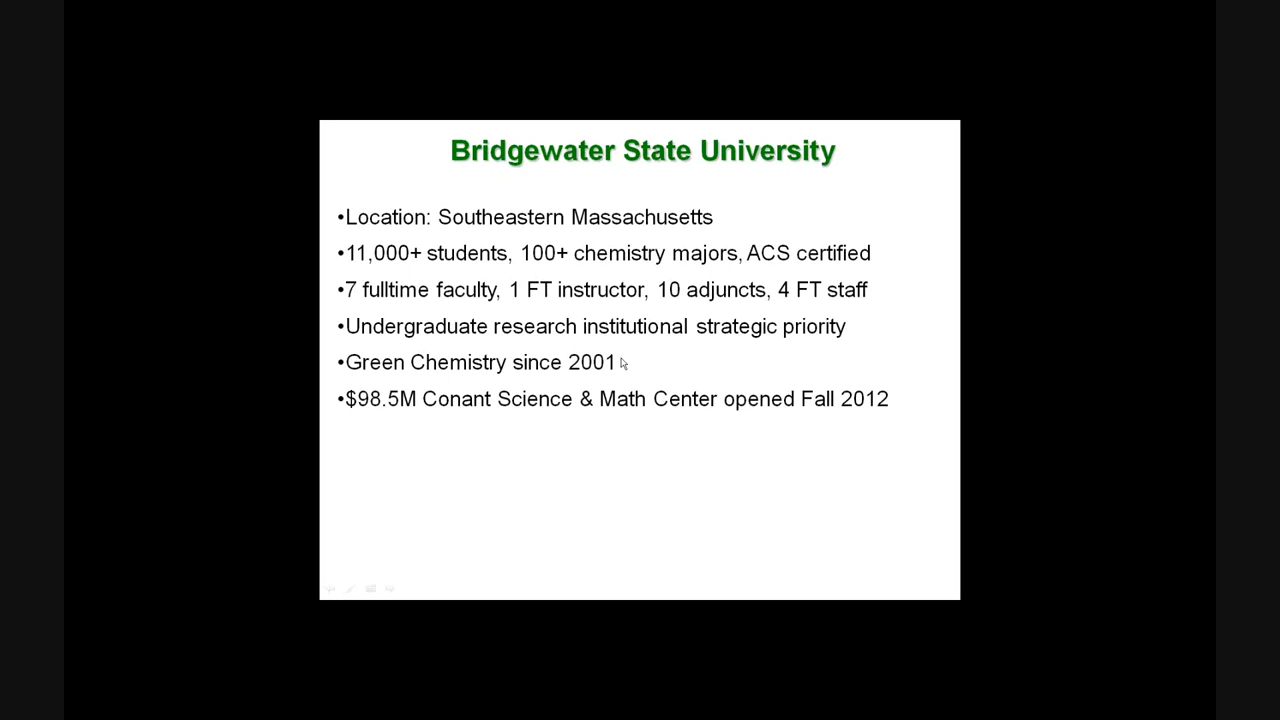 Bridgewater State University
•Location: Southeastern Massachusetts
•11,000+ students, 100+ chemistry majors, ACS certified
•7 fulltime faculty, 1 FT instructor, 10 adjuncts, 4 FT staff
•Undergraduate research institutional strategic priority
•Green Chemistry since 2001
•$98.5M Conant Science & Math Center opened Fall 2012